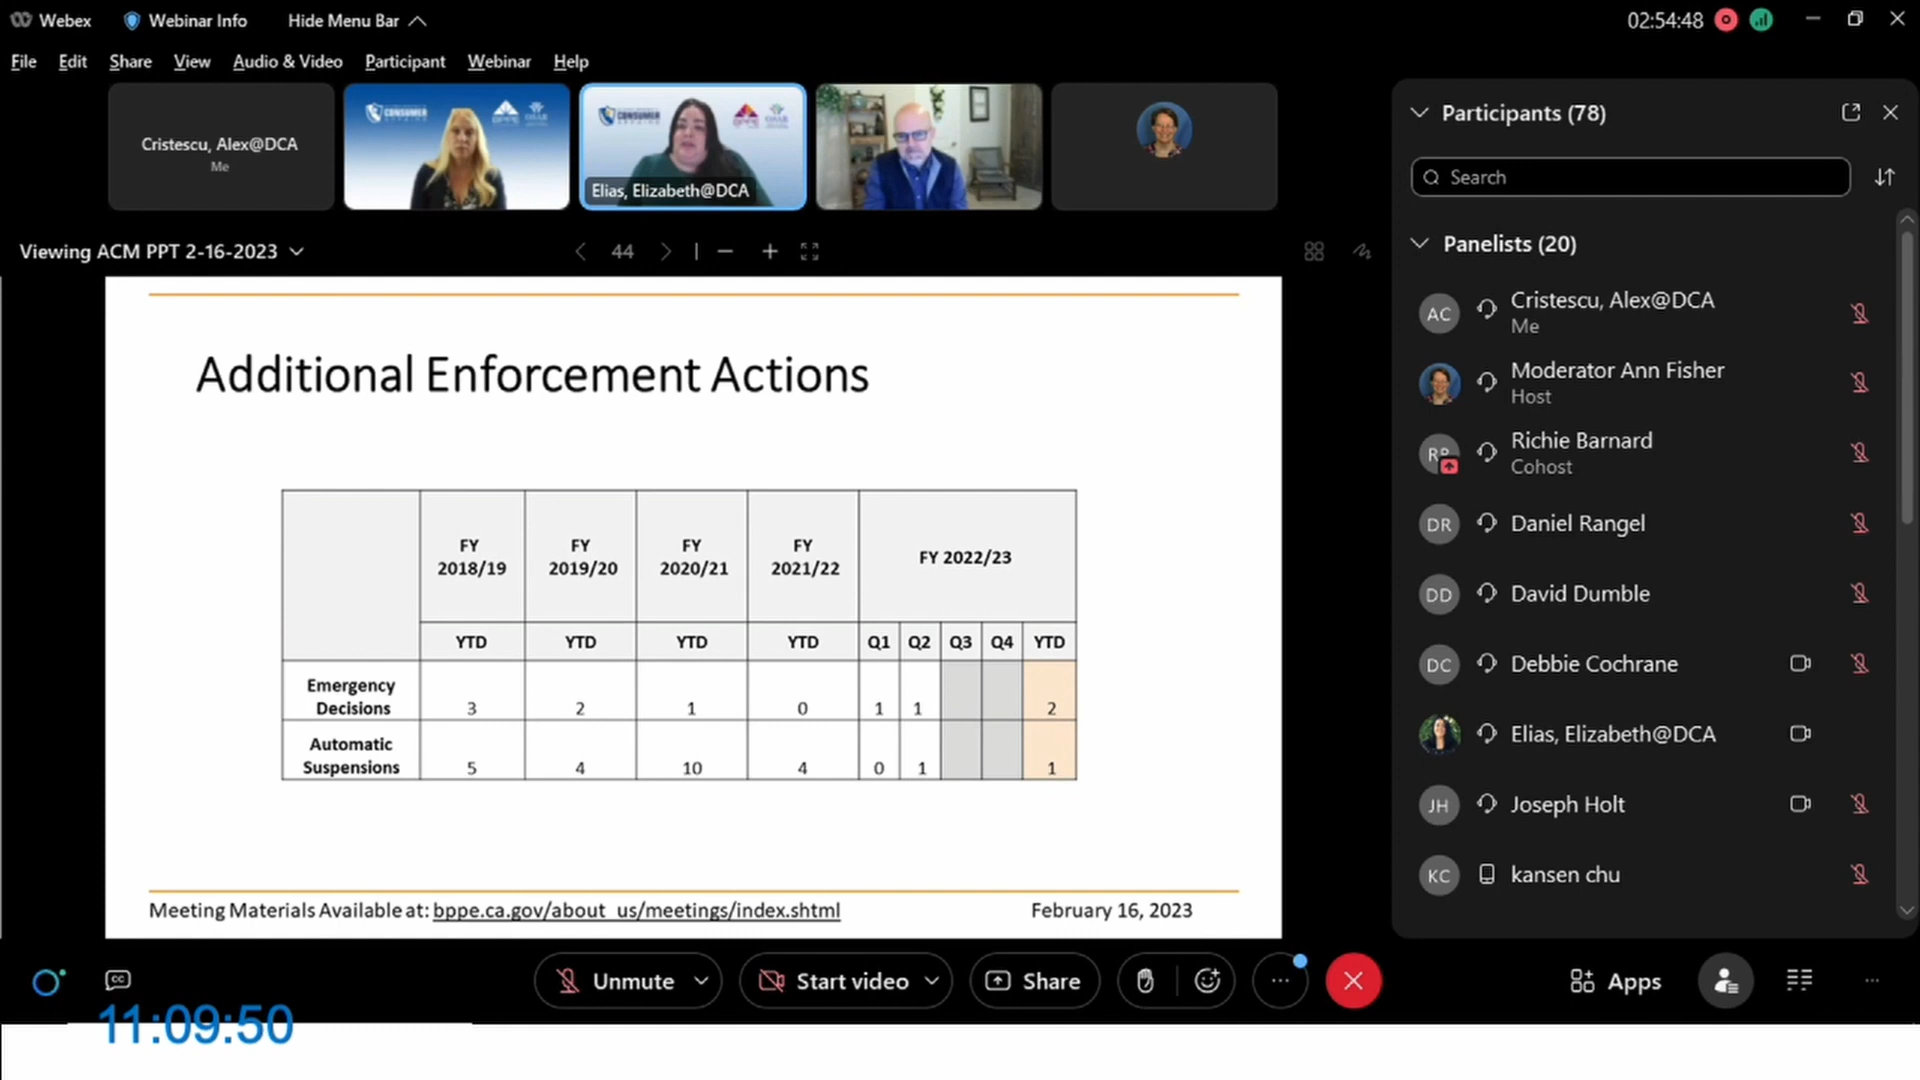 Webex Webinar Info Hide Menu Bar 02:54:48
File Edit Share View Audio & Video Participant Webinar Help
Cristescu, Alex@DCA
Me
CONSUMER
CONSUMER
Elias, Elizabeth@DCA
Viewing ACM PPT 2-16-2023 44
Additional Enforcement Actions
FY 2018/19 FY 2019/20 FY 2020/21 FY 2021/22 FY 2022/23
YTD YTD YTD YTD Q1 Q2 Q3 Q4 YTD
Emergency Decisions 3 2 1 0 1 1 2
Automatic Suspensions 5 4 10 4 0 1 1
Meeting Materials Available at: bppe.ca.gov/about_us/meetings/index.shtml February 16, 2023
Participants (78)
Search
Panelists (20)
AC Cristescu, Alex@DCA
Me
Moderator Ann Fisher
Host
Richie Barnard
Cohost
DR Daniel Rangel
DD David Dumble
DC Debbie Cochrane
Elias, Elizabeth@DCA
JH Joseph Holt
KC kansen chu
CC Unmute Start video Share Apps
11:09:50